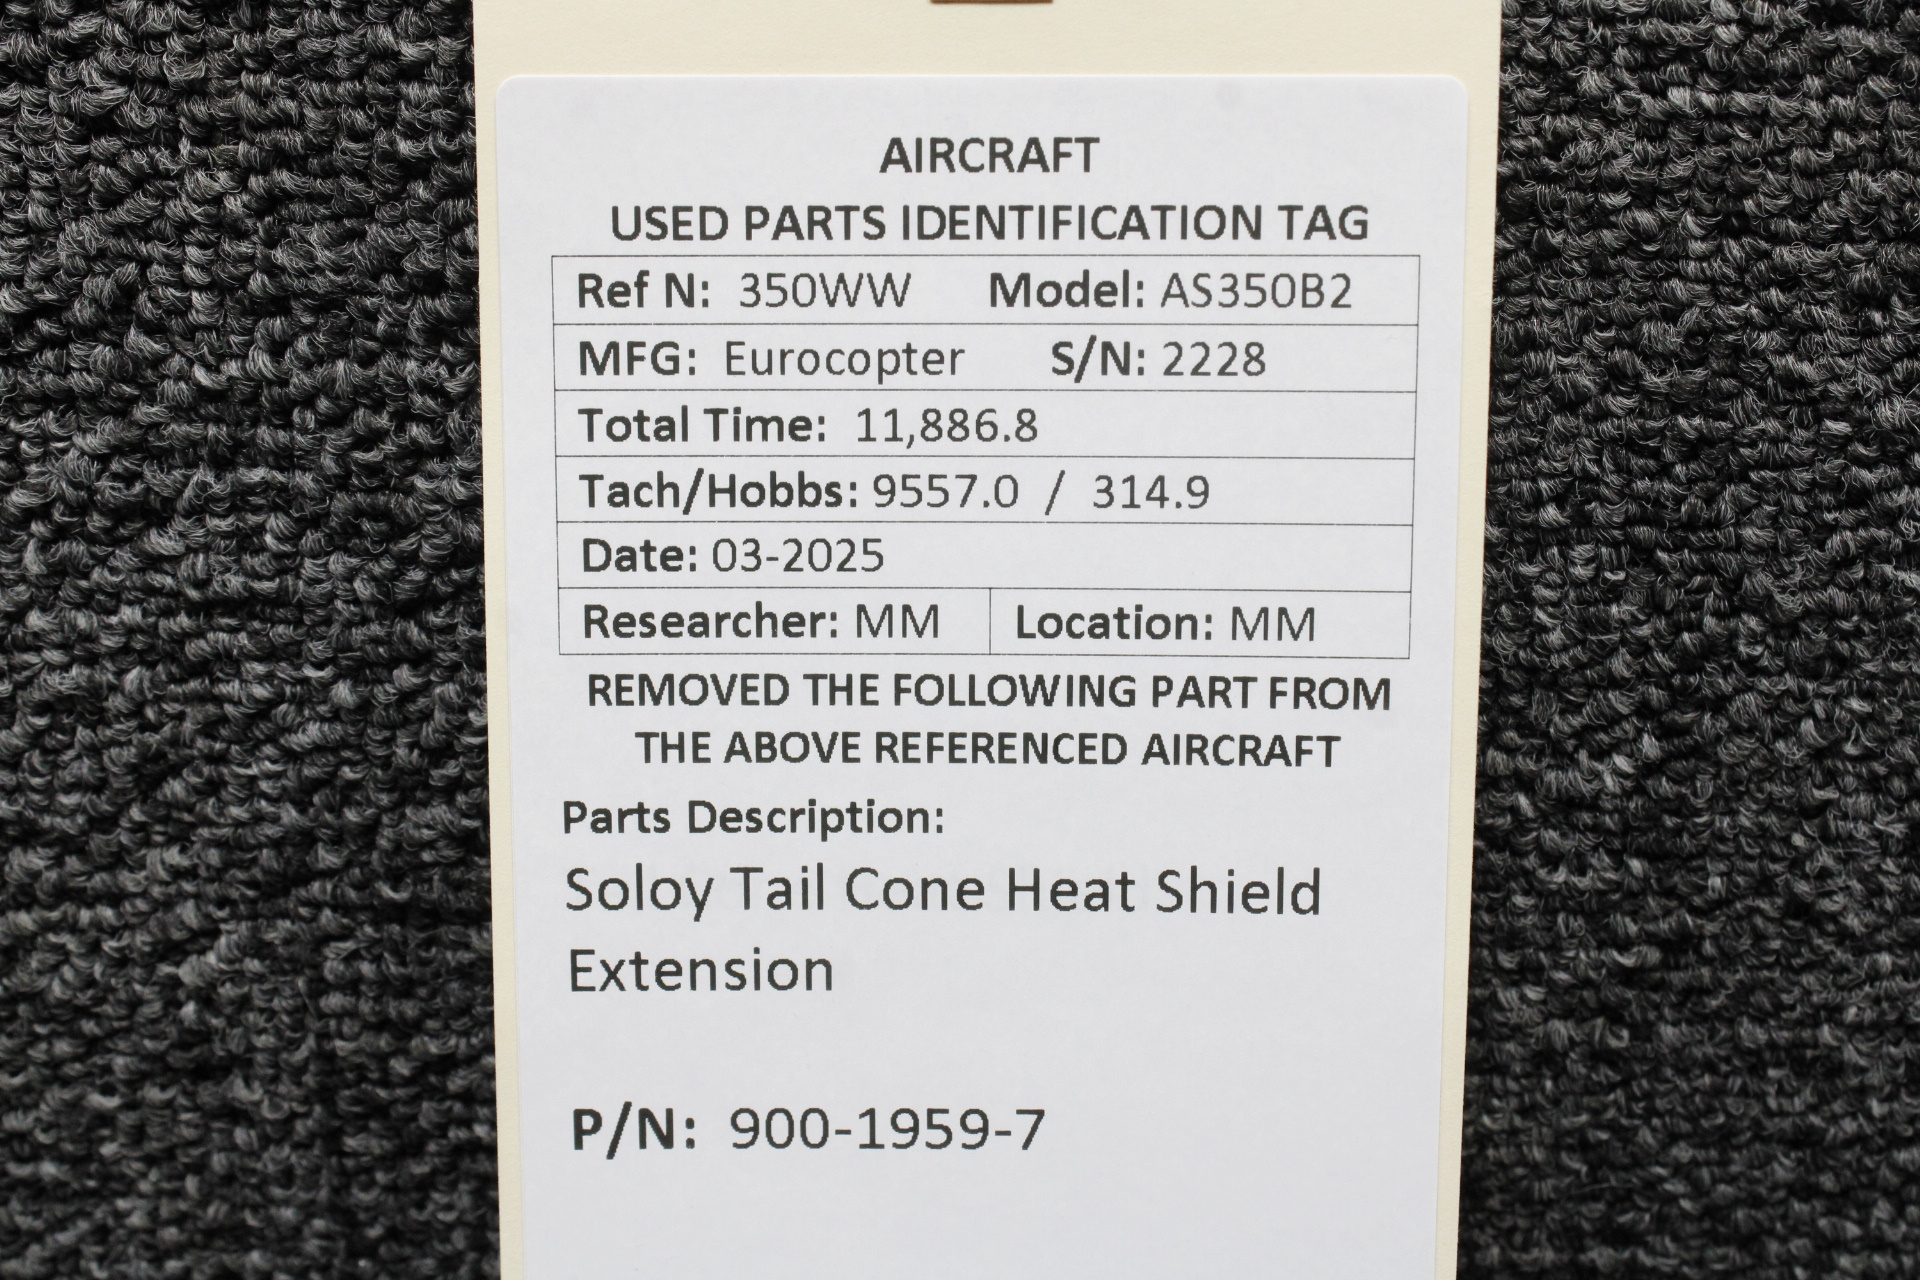 AIRCRAFT
USED PARTS IDENTIFICATION TAG
Ref N: 350WW Model: AS350B2
MFG: Eurocopter S/N: 2228
Total Time: 11,886.8
Tach/Hobbs: 9557.0 / 314.9
Date: 03-2025
Researcher: MM Location: MM
REMOVED THE FOLLOWING PART FROM
THE ABOVE REFERENCED AIRCRAFT
Parts Description:
Soloy Tail Cone Heat Shield
Extension
P/N: 900-1959-7